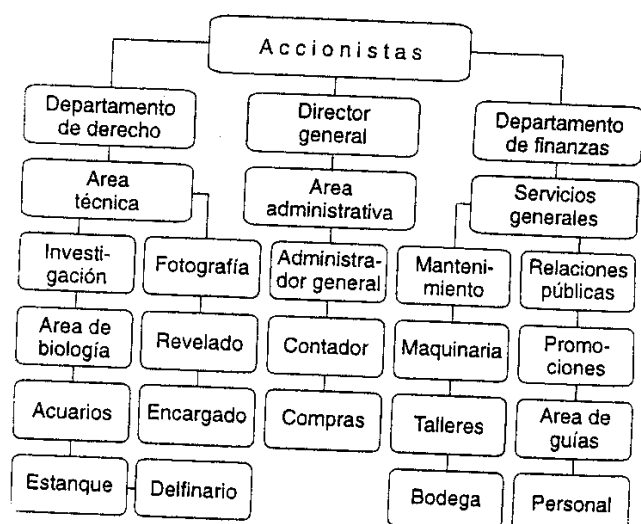 Accionistas
Departamento
de derecho
Director
general
Departamento
de finanzas
Area
técnica
Area
administrativa
Servicios
generales
Investi-
gación
Fotografía
Administra-
dor general
Manteni-
miento
Relaciones
públicas
Area de
biología
Revelado
Contador
Maquinaria
Promo-
ciones
Acuarios
Encargado
Compras
Talleres
Area de
guías
Estanque
Delfinario
Bodega
Personal